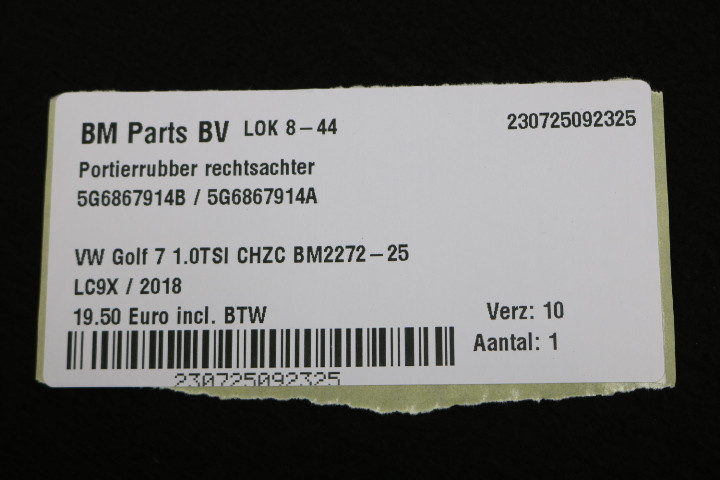 BM Parts BV LOK 8-44 230725092325
Portierrubber rechtsachter
5G6867914B / 5G6867914A
VW Golf 7 1.0TSI CHZC BM2272-25
LC9X / 2018
19.50 Euro incl. BTW Verz: 10
Aantal: 1
230725092325